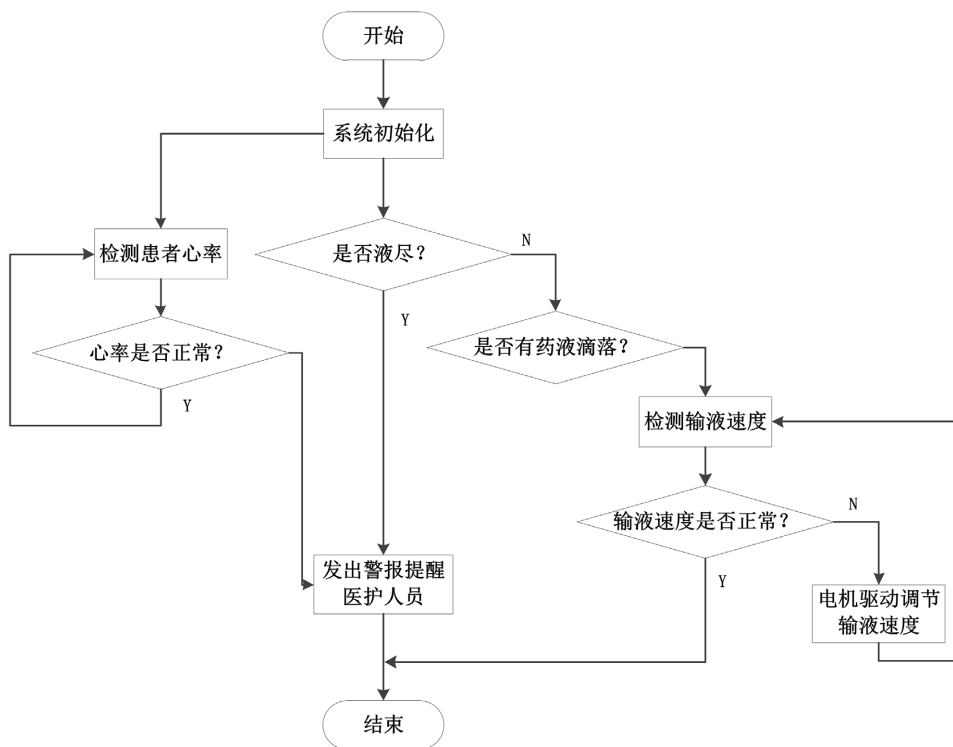 开始
系统初始化
检测患者心率
是否液尽?
N
Y
心率是否正常?
Y
是否有药液滴落?
检测输液速度
输液速度是否正常?
N
Y
发出警报提醒
医护人员
电机驱动调节
输液速度
结束